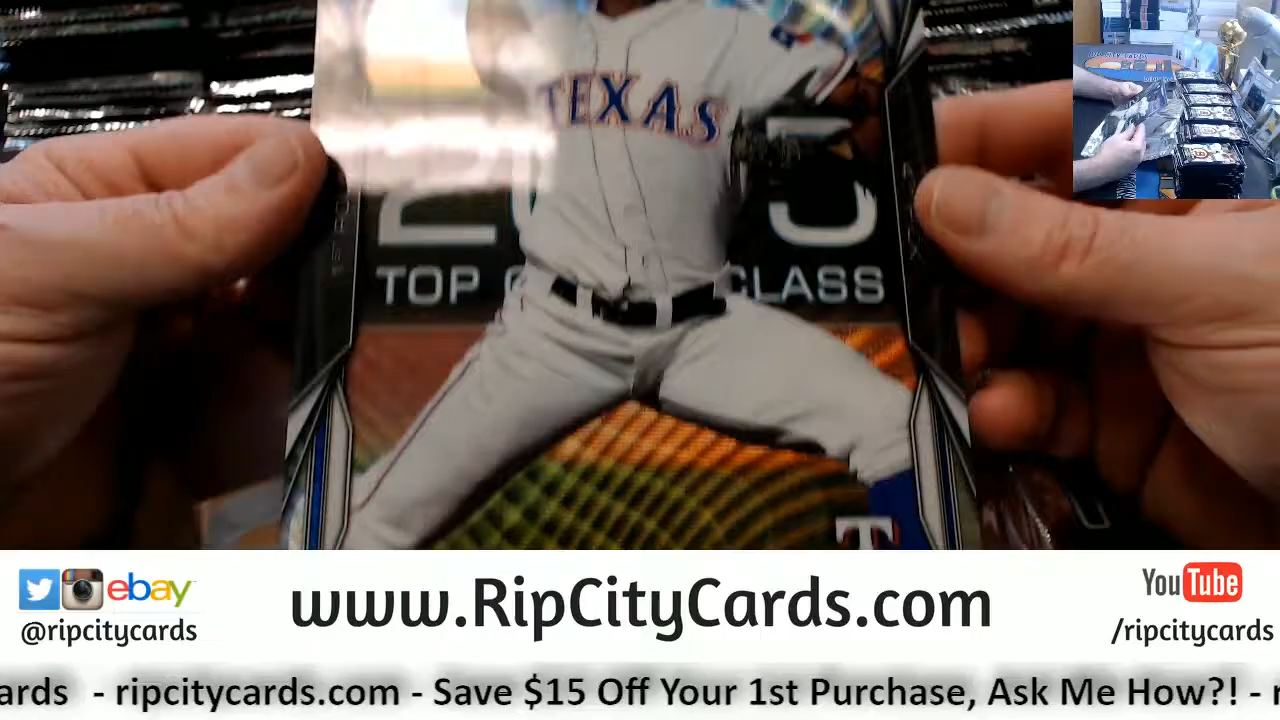 TEXAS
TOP CLASS
T
ebay
@ripcitycards
www.RipCityCards.com
YouTube
/ripcitycards
ards - ripcitycards.com - Save $15 Off Your 1st Purchase, Ask Me How?! - r